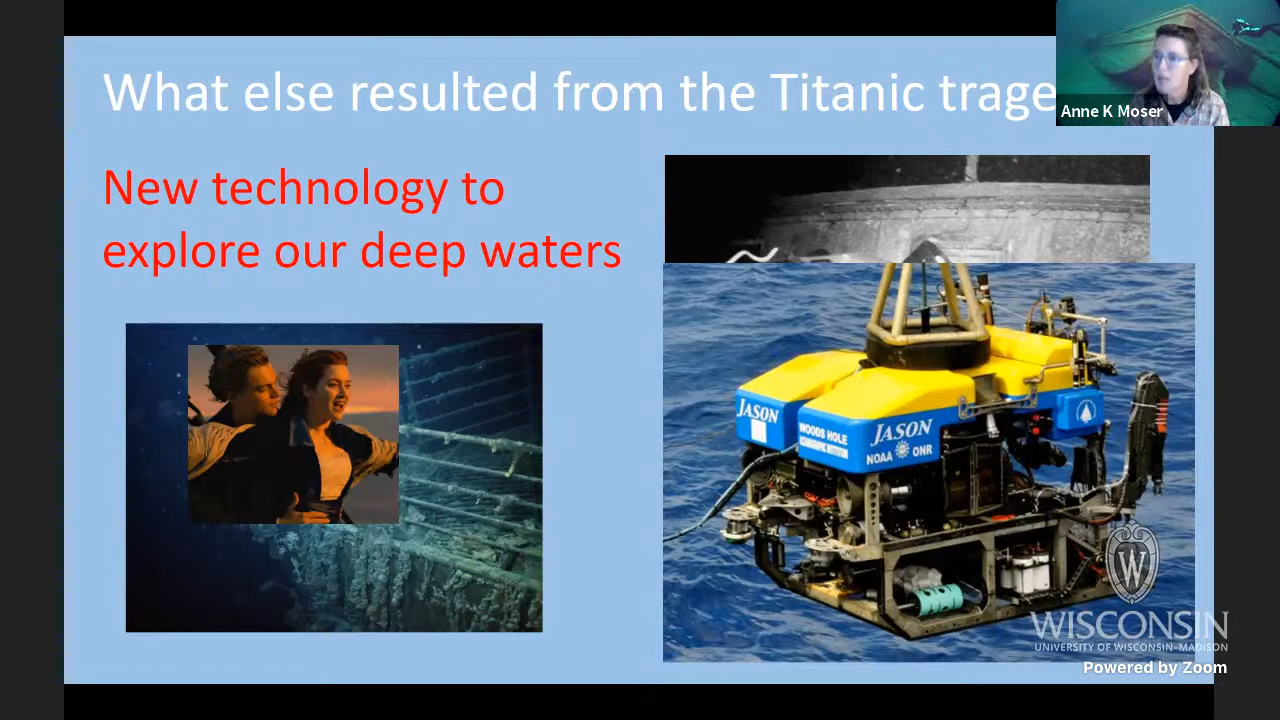 What else resulted from the Titanic trage
Anne K Moser
New technology to
explore our deep waters
JASON
WOODS HOLE
OCEANOGRAPHIC INSTITUTION
JASON
NOAA ONR
W
WISCONSIN
UNIVERSITY OF WISCONSIN–MADISON
Powered by Zoom